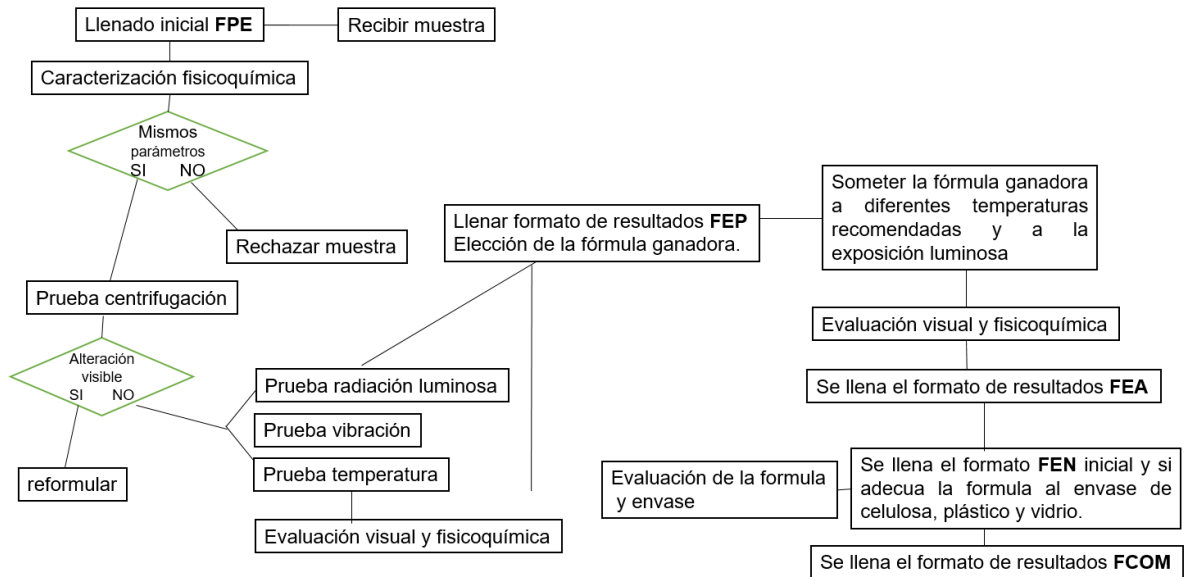 Llenado inicial FPE
Recibir muestra
Caracterización fisicoquímica
Mismos
parámetros
SI NO
Rechazar muestra
Prueba centrifugación
Alteración
visible
SI NO
reformular
Prueba radiación luminosa
Prueba vibración
Prueba temperatura
Evaluación visual y fisicoquímica
Llenar formato de resultados FEP
Elección de la fórmula ganadora.
Someter la fórmula ganadora
a diferentes temperaturas
recomendadas y a la
exposición luminosa
Evaluación visual y fisicoquímica
Se llena el formato de resultados FEA
Se llena el formato FEN inicial y si
adecua la formula al envase de
celulosa, plástico y vidrio.
Evaluación de la formula
y envase
Se llena el formato de resultados FCOM